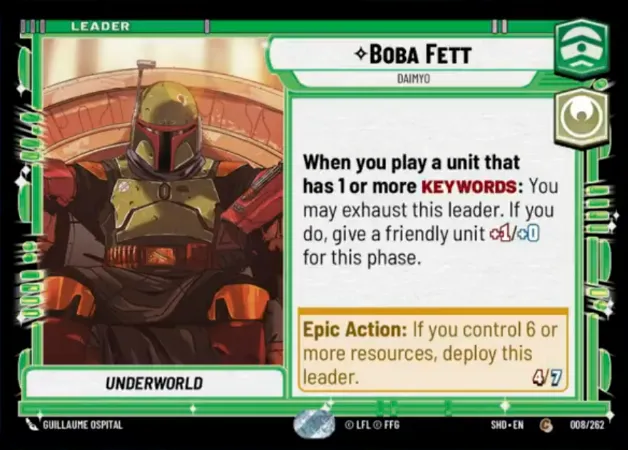 LEADER
BOBA FETT
DAIMYO
When you play a unit that
has 1 or more KEYWORDS: You
may exhaust this leader. If you
do, give a friendly unit +1/+0
for this phase.
Epic Action: If you control 6 or
more resources, deploy this
leader.
4/7
UNDERWORLD
GUILLAUME OSPITAL
© LFL © FFG
SHD • EN
C
008/262